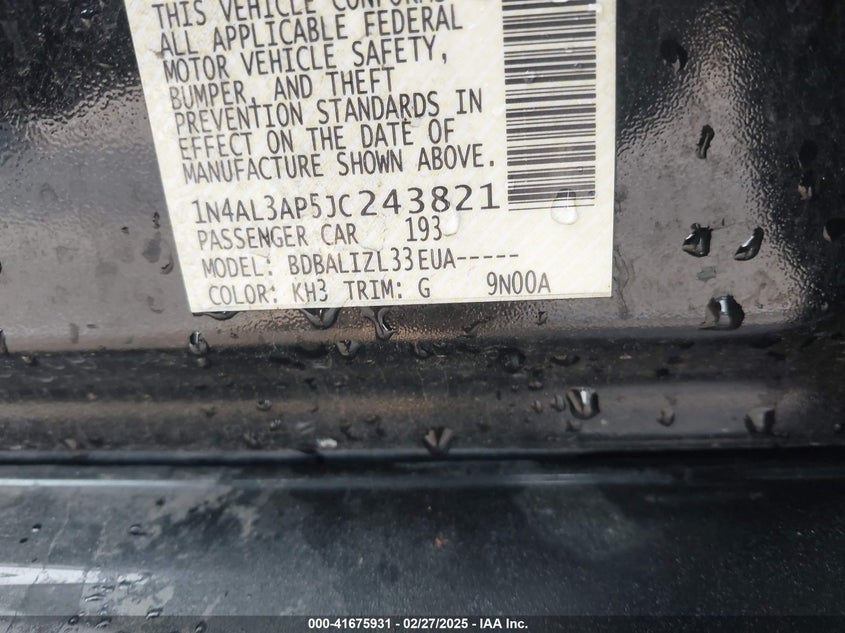 THIS VEHICLE CONFORMS
ALL APPLICABLE FEDERAL
MOTOR VEHICLE SAFETY,
BUMPER, AND THEFT
PREVENTION STANDARDS IN
EFFECT ON THE DATE OF
MANUFACTURE SHOWN ABOVE.
1N4AL3AP5JC243821
PASSENGER CAR 193
MODEL: BDBALIZL33EUA-----
COLOR: KH3 TRIM: G 9N00A
000-41675931 - 02/27/2025 - IAA Inc.